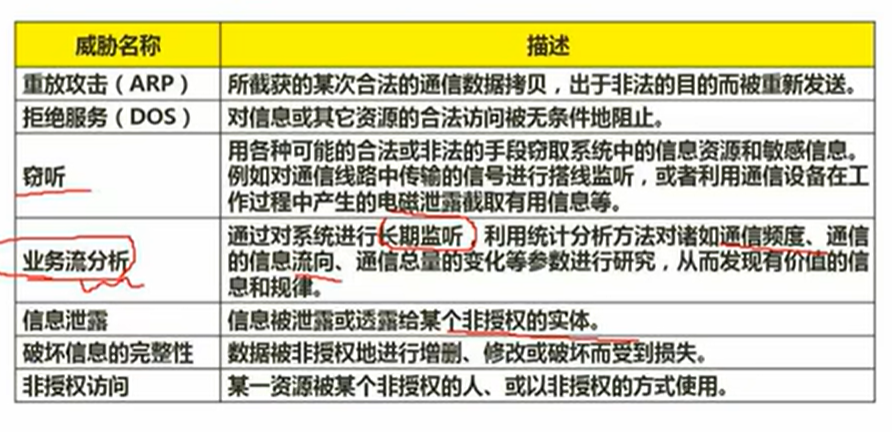 威胁名称 描述
重放攻击（ARP） 所截获的某次合法的通信数据拷贝，出于非法的目的而被重新发送。
拒绝服务（DOS） 对信息或其它资源的合法访问被无条件地阻止。
窃听 用各种可能的合法或非法的手段窃取系统中的信息资源和敏感信息。
例如对通信线路中传输的信号进行搭线监听，或者利用通信设备在工
作过程中产生的电磁泄露截取有用信息等。
业务流分析 通过对系统进行长期监听，利用统计分析方法对诸如通信频度、通信
的信息流向、通信总量的变化等参数进行研究，从而发现有价值的信
息和规律。
信息泄露 信息被泄露或透露给某个非授权的实体。
破坏信息的完整性 数据被非授权地进行增删、修改或破坏而受到损失。
非授权访问 某一资源被某个非授权的人、或以非授权的方式使用。